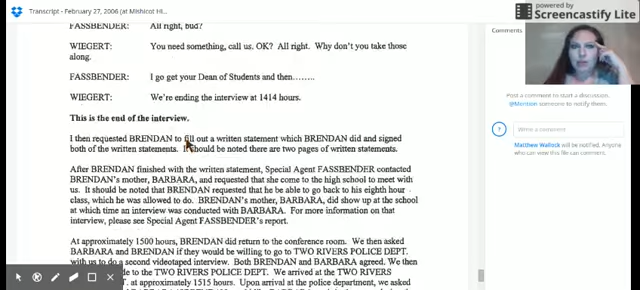 Transcript - February 27, 2006 (at Mishicot Hi...
powered by
Screencastify Lite
Comments
FASSBENDER: All right, bud?
WIEGERT: You need something, call us. OK? All right. Why don't you take those
along.
FASSBENDER: I go get your Dean of Students and then........
WIEGERT: We're ending the interview at 1414 hours.
This is the end of the interview.
I then requested BRENDAN to fill out a written statement which BRENDAN did and signed
both of the written statements. It should be noted there are two pages of written statements.
After BRENDAN finished with the written statement, Special Agent FASSBENDER contacted
BRENDAN's mother, BARBARA, and requested that she come to the high school to meet with
us. It should be noted that BRENDAN requested that he be able to go back to his eighth hour
class, which he was allowed to do. BRENDAN's mother, BARBARA, did show up at the school
at which time an interview was conducted with BARBARA. For more information on that
interview, please see Special Agent FASSBENDER's report.
At approximately 1500 hours, BRENDAN did return to the conference room. We then asked
BARBARA and BRENDAN if they would be willing to go to TWO RIVERS POLICE DEPT.
with us to do a second videotaped interview. Both BRENDAN and BARBARA agreed. We then
de to the TWO RIVERS POLICE DEPT. We arrived at the TWO RIVERS
T. at approximately 1515 hours. Upon arrival at the police department, we asked
Post a comment to start a discussion.
@Mention someone to notify them.
?
Write a comment
Matthew Wallock will be notified. Anyone
who can view this file can comment.